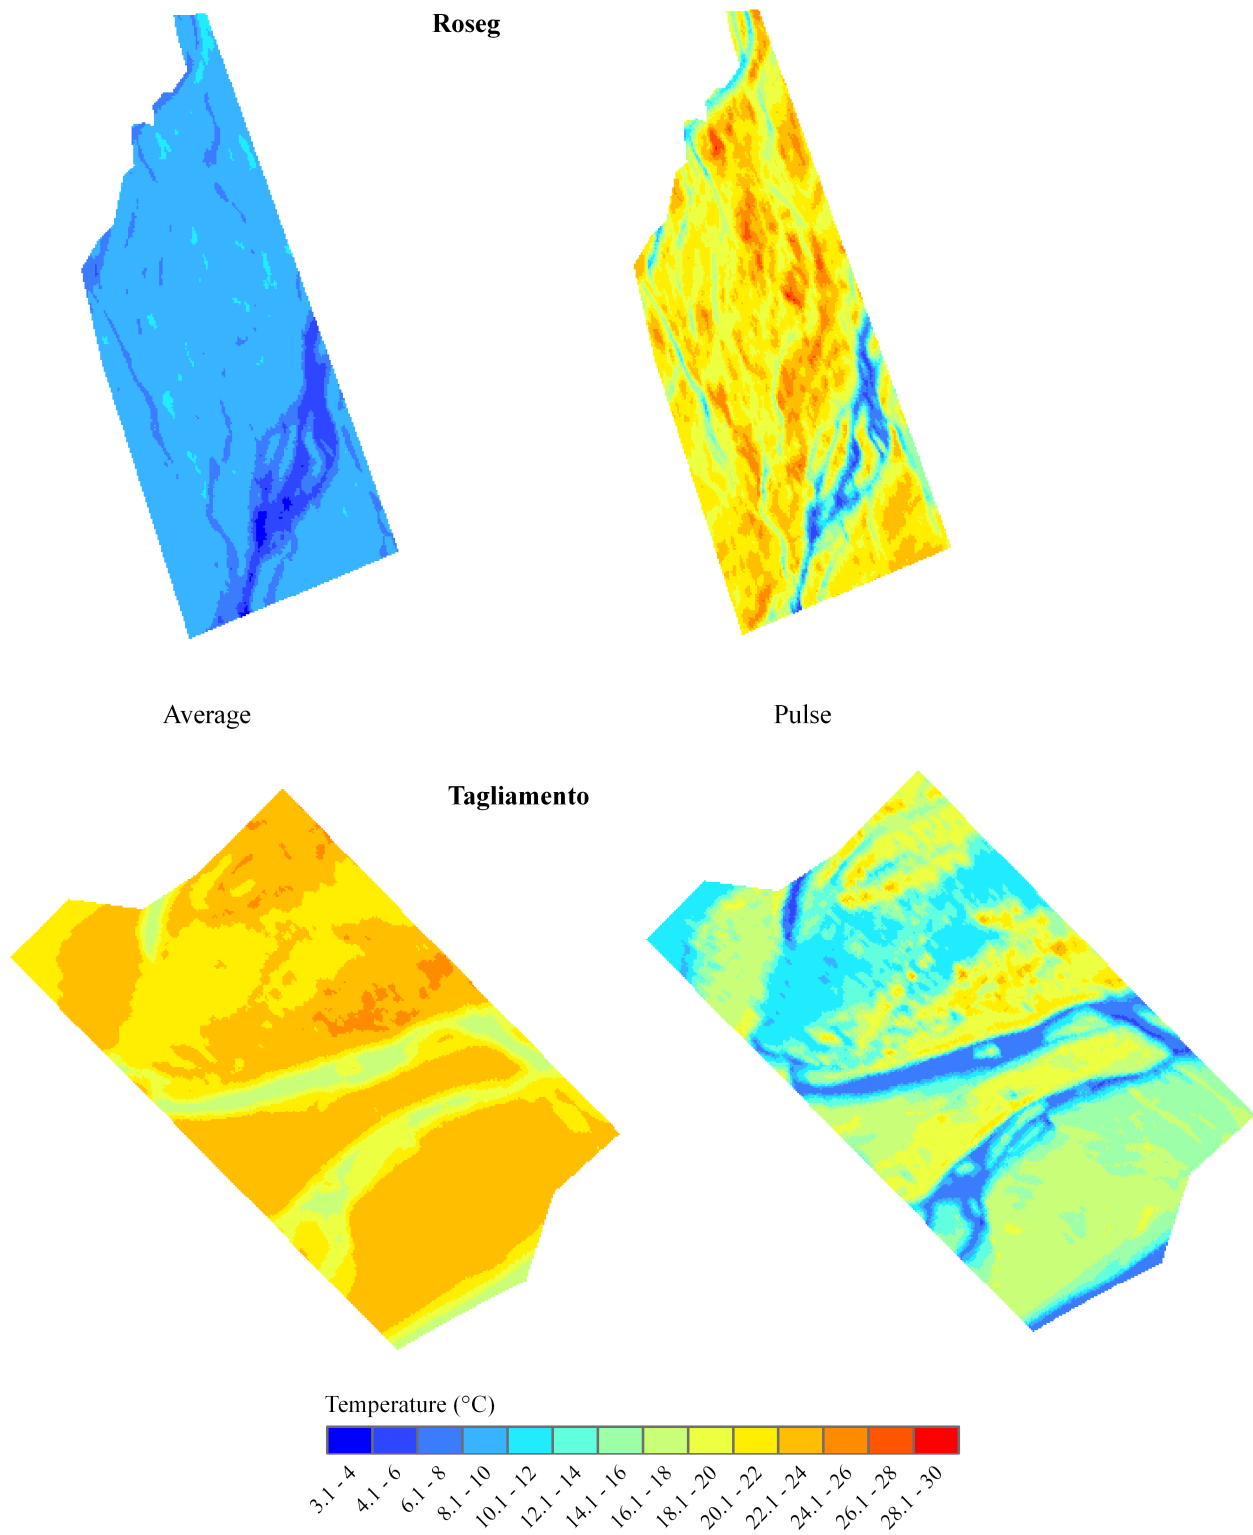 Roseg
Average
Pulse
Tagliamento
Temperature (°C)
3.1 - 4
4.1 - 6
6.1 - 8
8.1 - 10
10.1 - 12
12.1 - 14
14.1 - 16
16.1 - 18
18.1 - 20
20.1 - 22
22.1 - 24
24.1 - 26
26.1 - 28
28.1 - 30